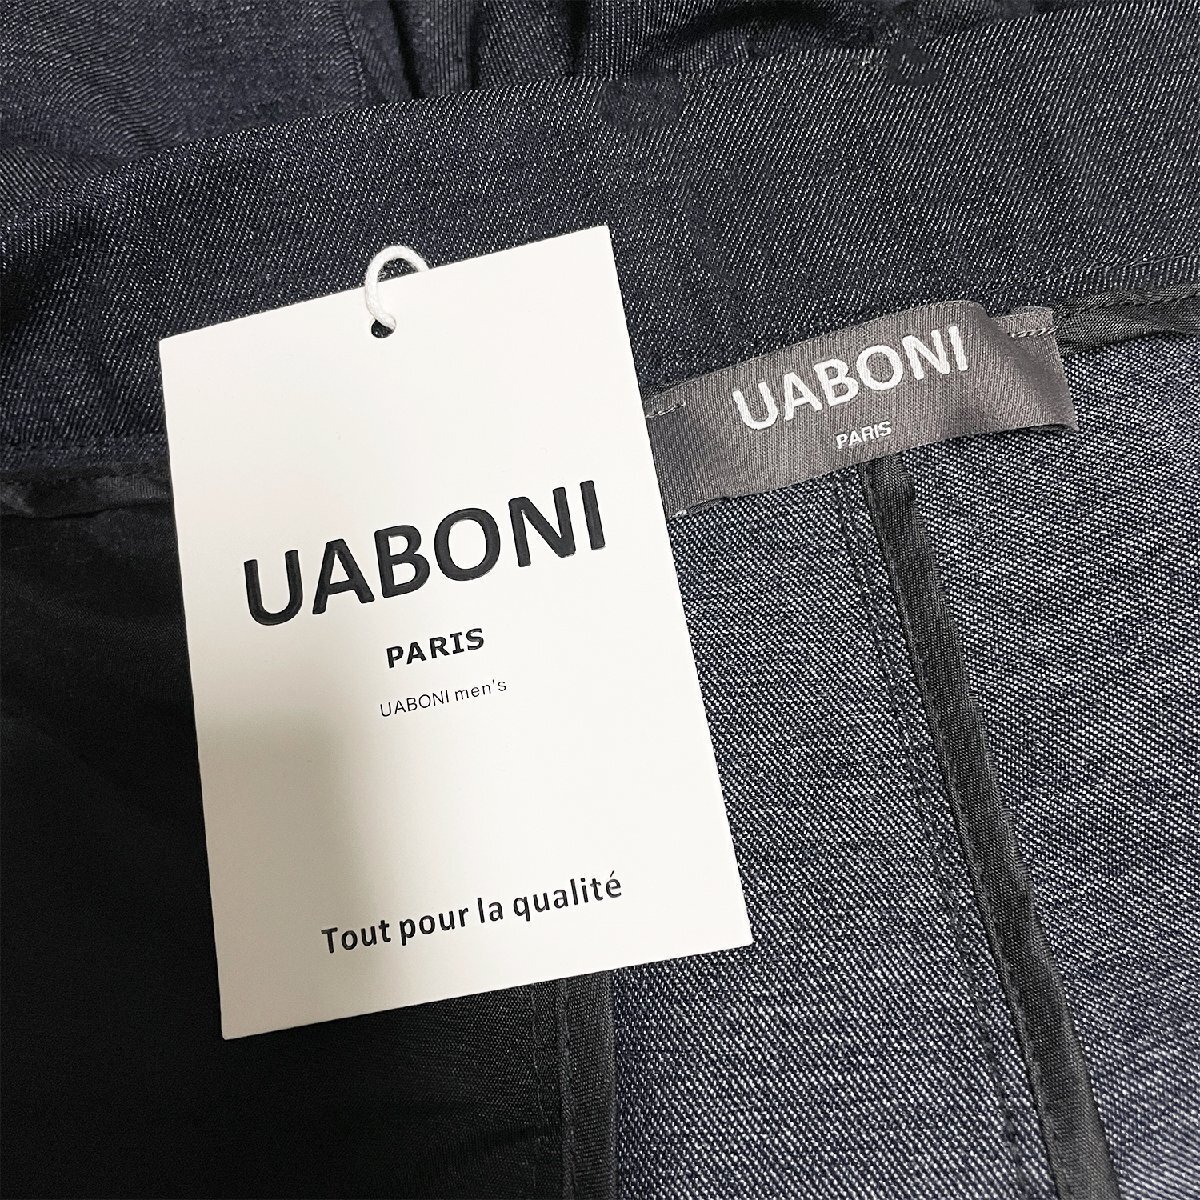 UABONI
PARIS
UABONI men's
Tout pour la qualité
UABONI
PARIS